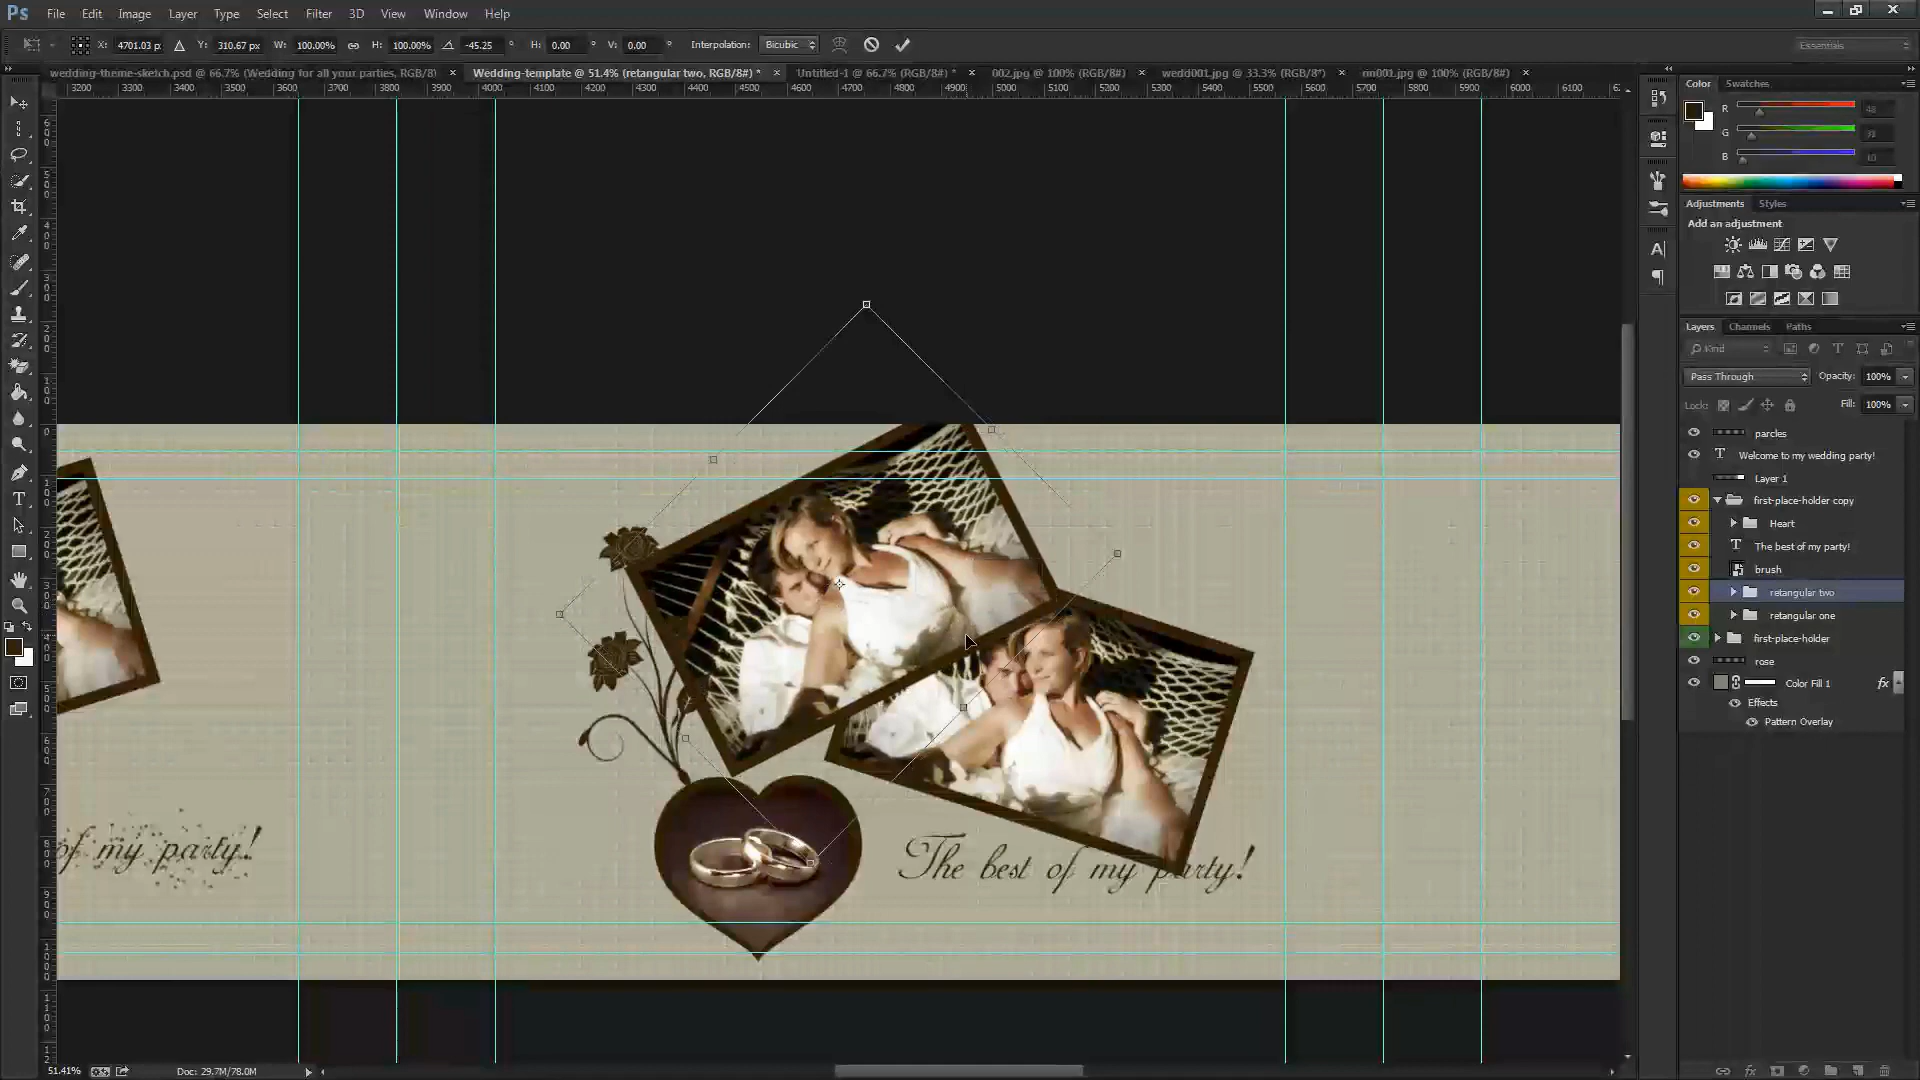 Ps File Edit Image Layer Type Select Filter 3D View Window Help
X: 4701.03 px Y: 310.67 px W: 100.00% H: 100.00% -45.25 ° H: 0.00 ° V: 0.00 ° Interpolation: Bicubic Essentials
wedding-theme-sketch.psd @ 66.7% (Wedding for all your parties, RGB/8) × Wedding-template @ 51.4% (retangular two, RGB/8#) * × Untitled-1 @ 66.7% (RGB/8#) * × 002.jpg @ 100% (RGB/8#) × wedd001.jpg @ 33.3% (RGB/8*) × rin001.jpg @ 100% (RGB/8#) ×
3200 3300 3400 3500 3600 3700 3800 3900 4000 4100 4200 4300 4400 4500 4600 4700 4800 4900 5000 5100 5200 5300 5400 5500 5600 5700 5800 5900 6000 6100
Color Swatches
R
G
B
Adjustments Styles
Add an adjustment
Layers Channels Paths
Kind
Pass Through Opacity: 100%
Lock: Fill: 100%
parcles
T Welcome to my wedding party!
Layer 1
first-place-holder copy
Heart
T The best of my party!
brush
retangular two
retangular one
first-place-holder
rose
Color Fill 1 fx
Effects
Pattern Overlay
of my party!
The best of my party!
51.41% Doc: 29.7M/78.0M